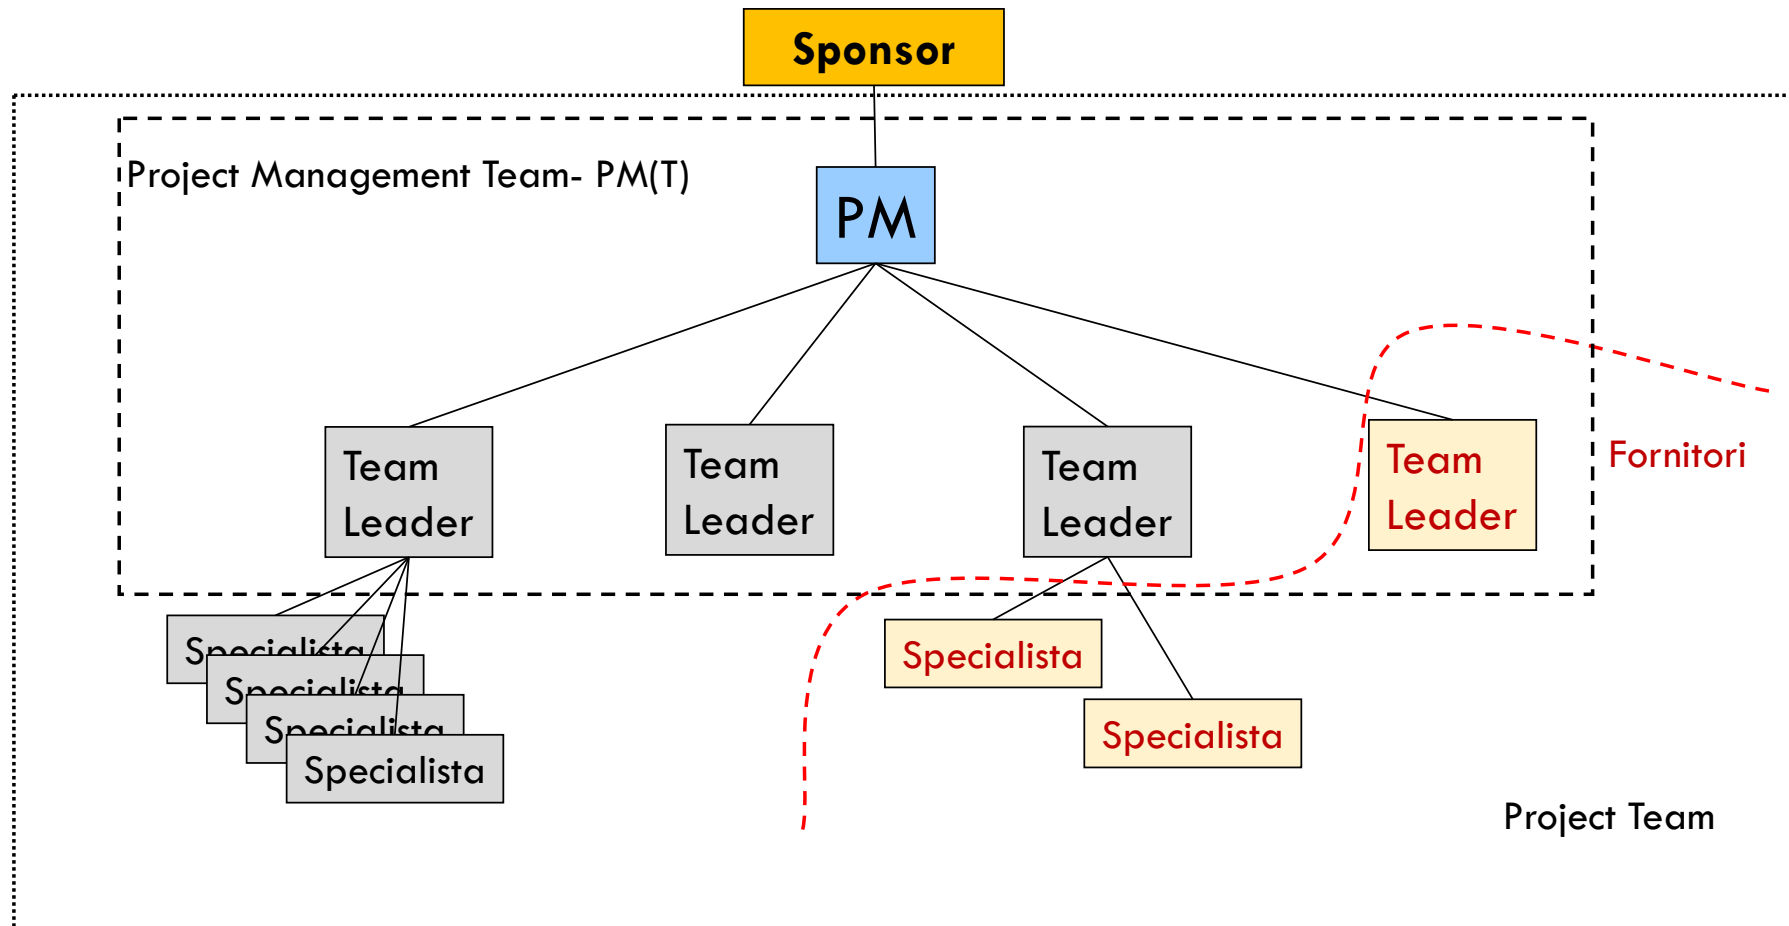 Sponsor
Project Management Team- PM(T)
PM
Team
Leader
Team
Leader
Team
Leader
Team
Leader
Fornitori
Specialista
Specialista
Specialista
Specialista
Specialista
Specialista
Project Team